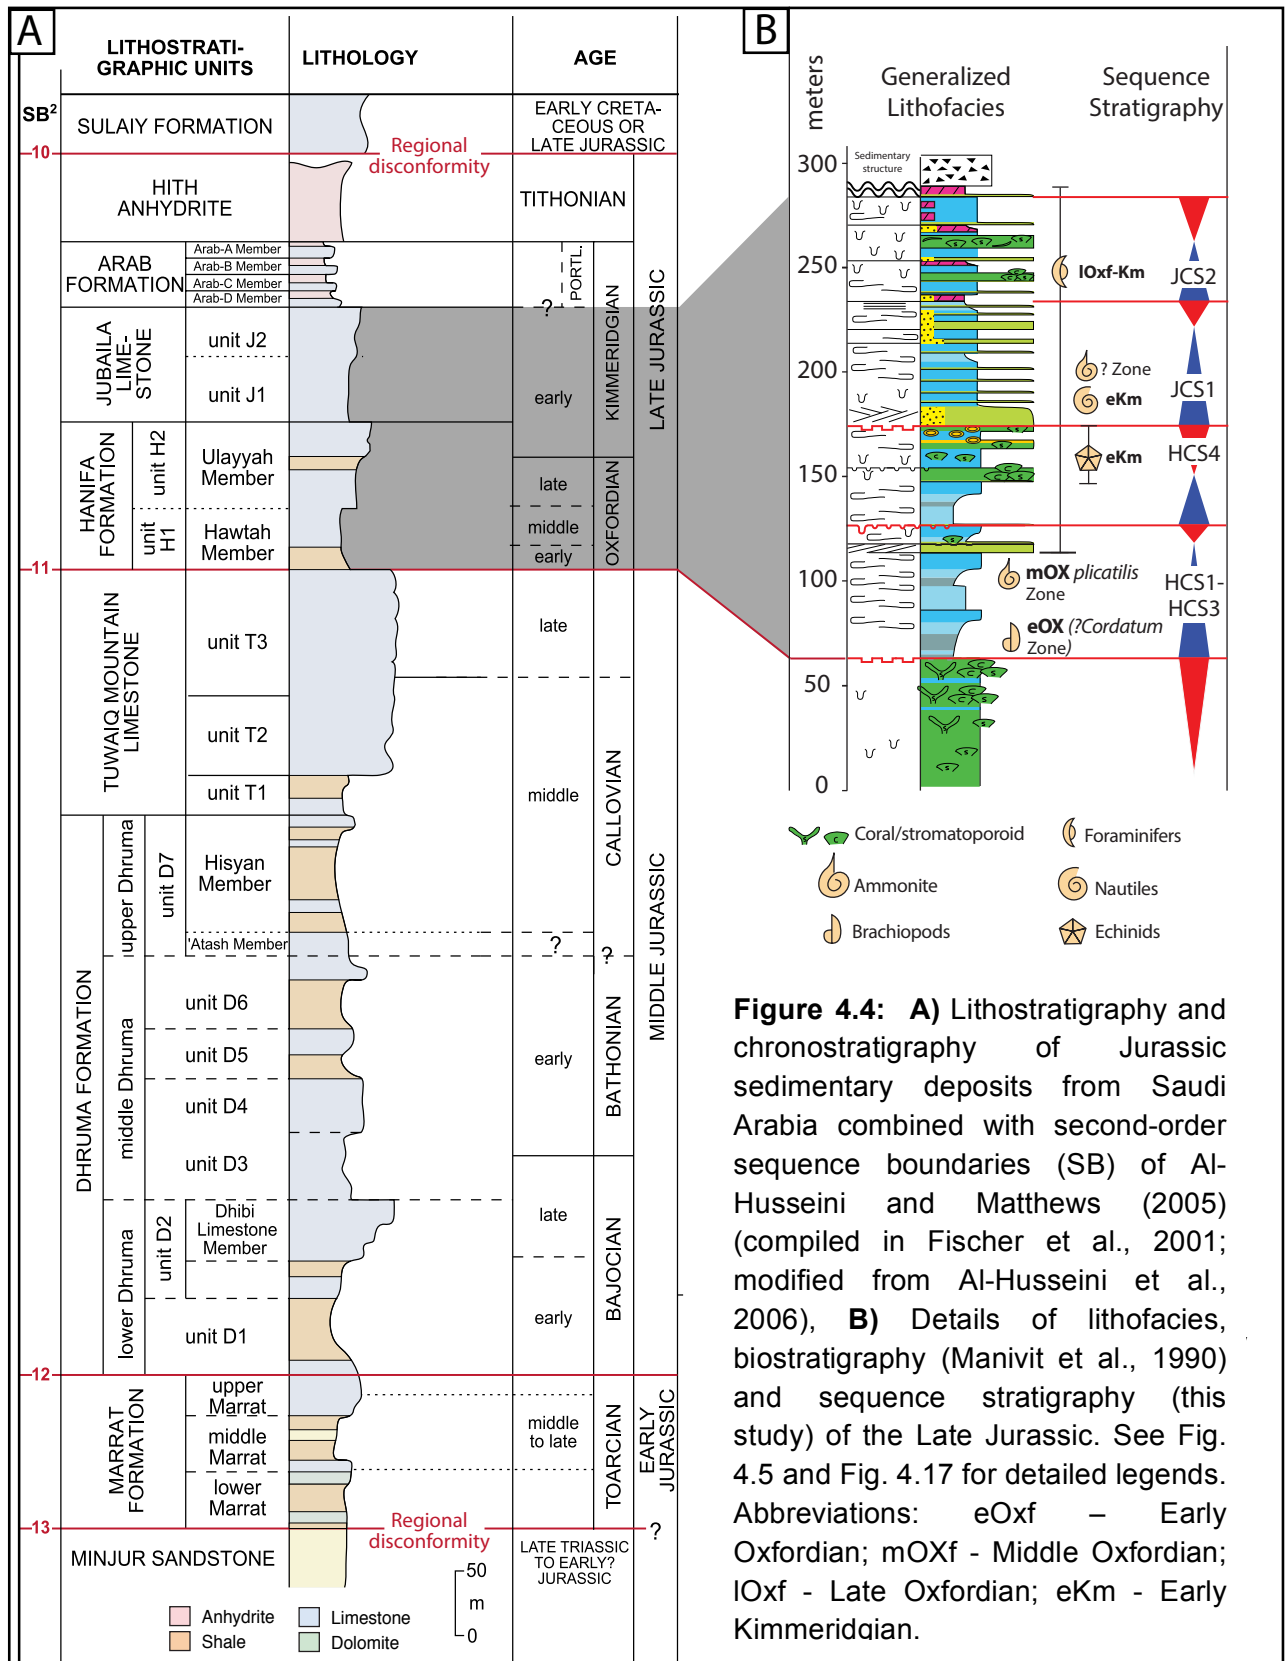 A
LITHOSTRATI-
GRAPHIC UNITS
LITHOLOGY
AGE
SB2
SULAIY FORMATION
EARLY CRETA-
CEOUS OR
LATE JURASSIC
10
Regional
disconformity
HITH
ANHYDRITE
TITHONIAN
ARAB
FORMATION
Arab-A Member
Arab-B Member
Arab-C Member
Arab-D Member
PORTL.
?
JUBAILA
LIME-
STONE
unit J2
unit J1
early
KIMMERIDGIAN
LATE JURASSIC
HANIFA
FORMATION
unit H2
Ulayyah
Member
unit
H1
Hawtah
Member
late
middle
early
OXFORDIAN
11
TUWAIQ MOUNTAIN
LIMESTONE
unit T3
unit T2
unit T1
late
middle
CALLOVIAN
MIDDLE JURASSIC
DHRUMA FORMATION
upper Dhruma
unit D7
Hisyan
Member
'Atash Member
?
?
middle Dhruma
unit D6
unit D5
unit D4
unit D3
early
BATHONIAN
lower Dhruma
unit D2
Dhibi
Limestone
Member
unit D1
late
early
BAJOCIAN
12
MARRAT
FORMATION
upper
Marrat
middle
Marrat
lower
Marrat
middle
to late
TOARCIAN
EARLY
JURASSIC
13
Regional
disconformity
?
MINJUR SANDSTONE
LATE TRIASSIC
TO EARLY?
JURASSIC
50
m
0
Anhydrite
Limestone
Shale
Dolomite
B
meters
Generalized
Lithofacies
Sequence
Stratigraphy
300
Sedimentary
structure
250
lOxf-Km
JCS2
200
? Zone
eKm
JCS1
150
eKm
HCS4
100
mOX plicatilis
Zone
HCS1-
HCS3
eOX (?Cordatum
Zone)
50
0
Coral/stromatoporoid
Foraminifers
Ammonite
Nautiles
Brachiopods
Echinids
Figure 4.4: A) Lithostratigraphy and
chronostratigraphy of Jurassic
sedimentary deposits from Saudi
Arabia combined with second-order
sequence boundaries (SB) of Al-
Husseini and Matthews (2005)
(compiled in Fischer et al., 2001;
modified from Al-Husseini et al.,
2006), B) Details of lithofacies,
biostratigraphy (Manivit et al., 1990)
and sequence stratigraphy (this
study) of the Late Jurassic. See Fig.
4.5 and Fig. 4.17 for detailed legends.
Abbreviations: eOxf – Early
Oxfordian; mOXf - Middle Oxfordian;
lOxf - Late Oxfordian; eKm - Early
Kimmeridgian.